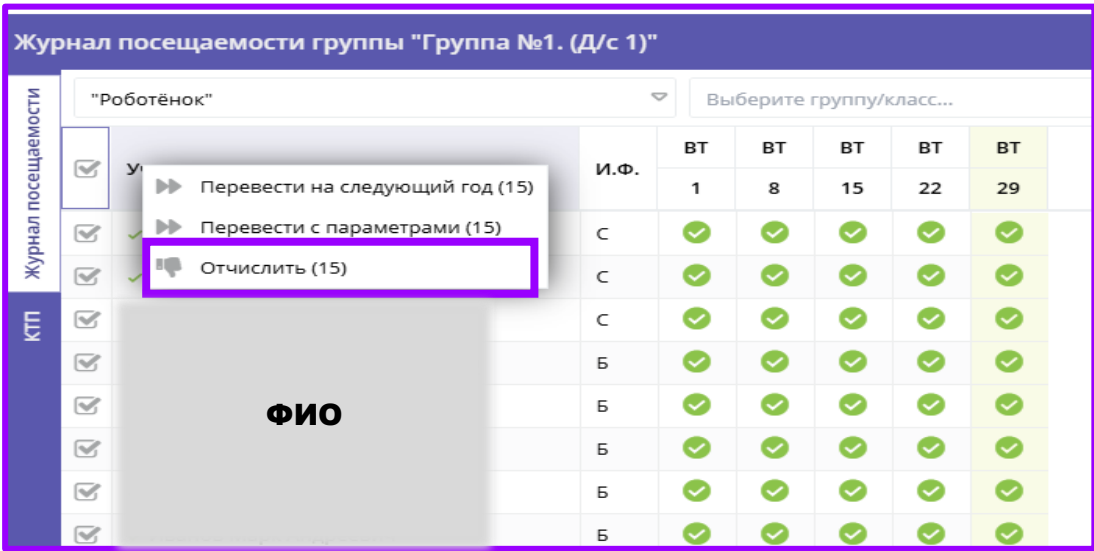 Журнал посещаемости группы "Группа №1. (Д/с 1)"
Журнал посещаемости
КТП
"Роботёнок"
Выберите группу/класс...
И.Ф.
ВТ ВТ ВТ ВТ ВТ
1 8 15 22 29
Перевести на следующий год (15)
Перевести с параметрами (15)
Отчислить (15)
С
С
С
Б
Б
ФИО
Б
Б
Б